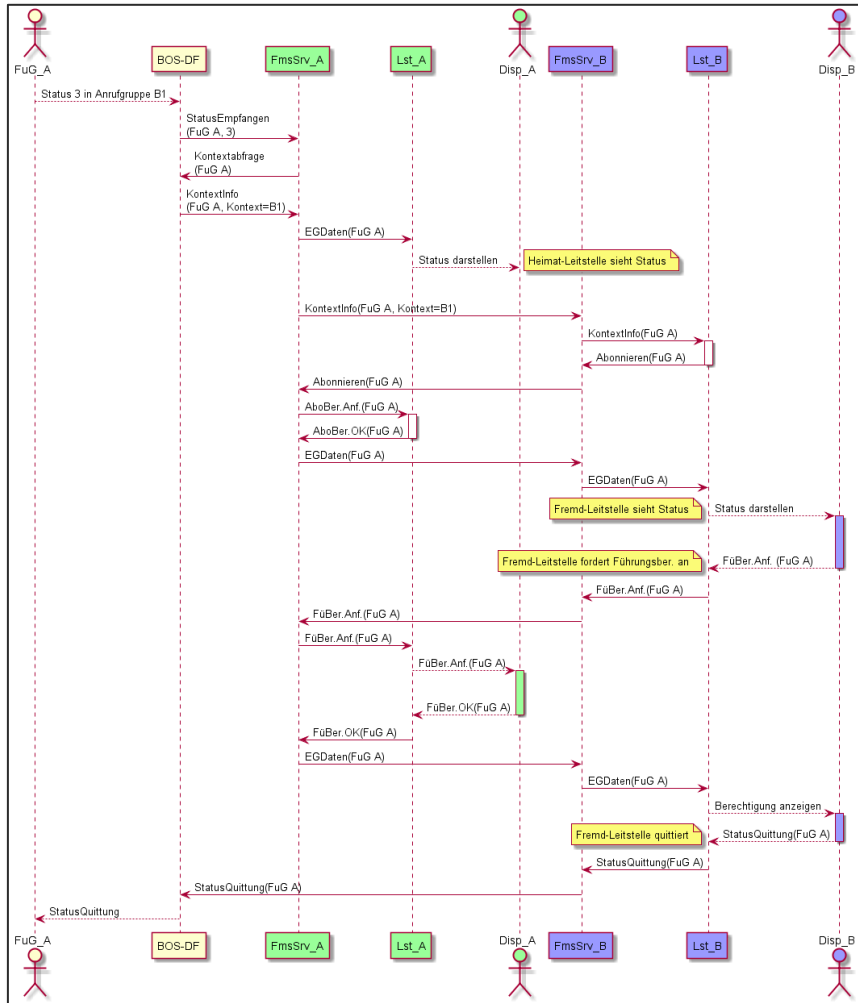 FuG_A
BOS-DF
FmsSrv_A
Lst_A
Disp_A
FmsSrv_B
Lst_B
Disp_B
Status 3 in Anrufgruppe B1
StatusEmpfangen
(FuG A, 3)
Kontextabfrage
(FuG A)
KontextInfo
(FuG A, Kontext=B1)
EGDaten(FuG A)
Status darstellen
Heimat-Leitstelle sieht Status
KontextInfo(FuG A, Kontext=B1)
KontextInfo(FuG A)
Abonnieren(FuG A)
Abonnieren(FuG A)
AboBer.Anf.(FuG A)
AboBer.OK(FuG A)
EGDaten(FuG A)
EGDaten(FuG A)
Fremd-Leitstelle sieht Status
Status darstellen
Fremd-Leitstelle fordert Führungsber. an
FüBer.Anf. (FuG A)
FüBer.Anf.(FuG A)
FüBer.Anf.(FuG A)
FüBer.Anf.(FuG A)
FüBer.Anf.(FuG A)
FüBer.OK(FuG A)
FüBer.OK(FuG A)
EGDaten(FuG A)
EGDaten(FuG A)
Berechtigung anzeigen
Fremd-Leitstelle quittiert
StatusQuittung(FuG A)
StatusQuittung(FuG A)
StatusQuittung(FuG A)
StatusQuittung
FuG_A
BOS-DF
FmsSrv_A
Lst_A
Disp_A
FmsSrv_B
Lst_B
Disp_B